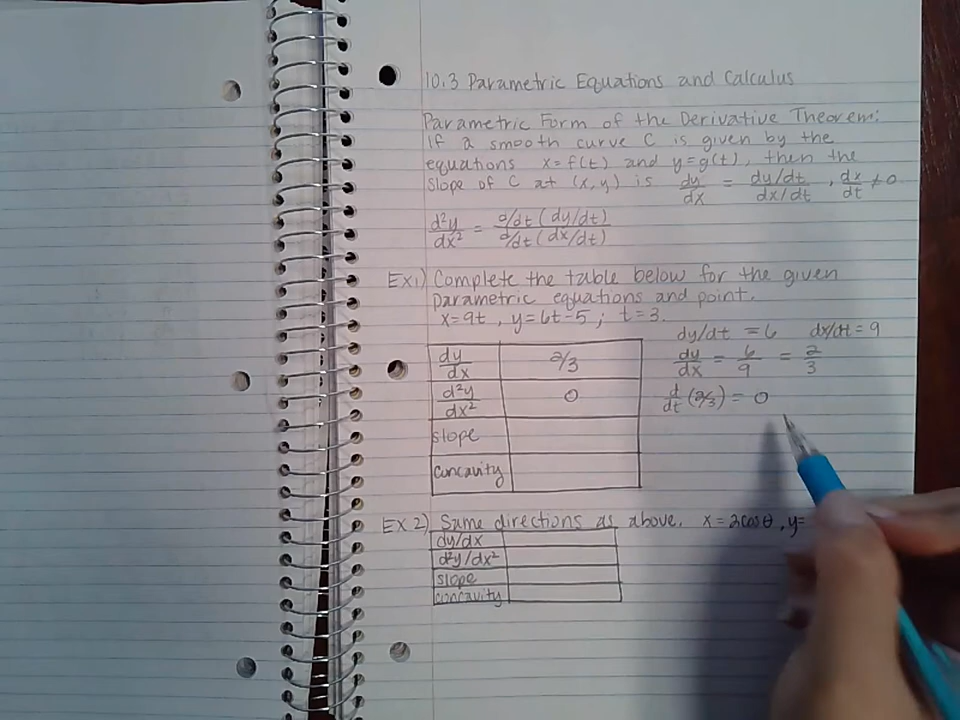 10.3 Parametric Equations and Calculus
Parametric Form of the Derivative Theorem:
If a smooth curve C is given by the
equations x=f(t) and y=g(t), then the
slope of C at (x,y) is dy/dx = (dy/dt)/(dx/dt), dx/dt ≠ 0
d²y/dx² = d/dt(dy/dt) / d/dt(dx/dt)
Ex1) Complete the table below for the given
parametric equations and point.
x=9t, y=6t-5; t=3.
dy/dt = 6 dx/dt = 9
dy/dx 2/3
dy/dx = 6/9 = 2/3
d²y/dx² 0
d/dt (2/3) = 0
slope
concavity
EX 2) Same directions as above. x=2cosθ, y=
dy/dx
d²y/dx²
slope
concavity